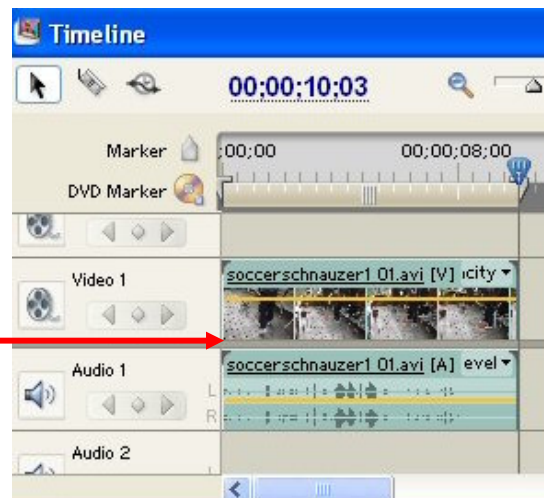 Timeline
00;00;10;03
Marker
;00;00 00;00;08;00
DVD Marker
Video 1
soccerschnauzer1 01.avi [V] icity
Audio 1
soccerschnauzer1 01.avi [A] evel
L
R
Audio 2
L